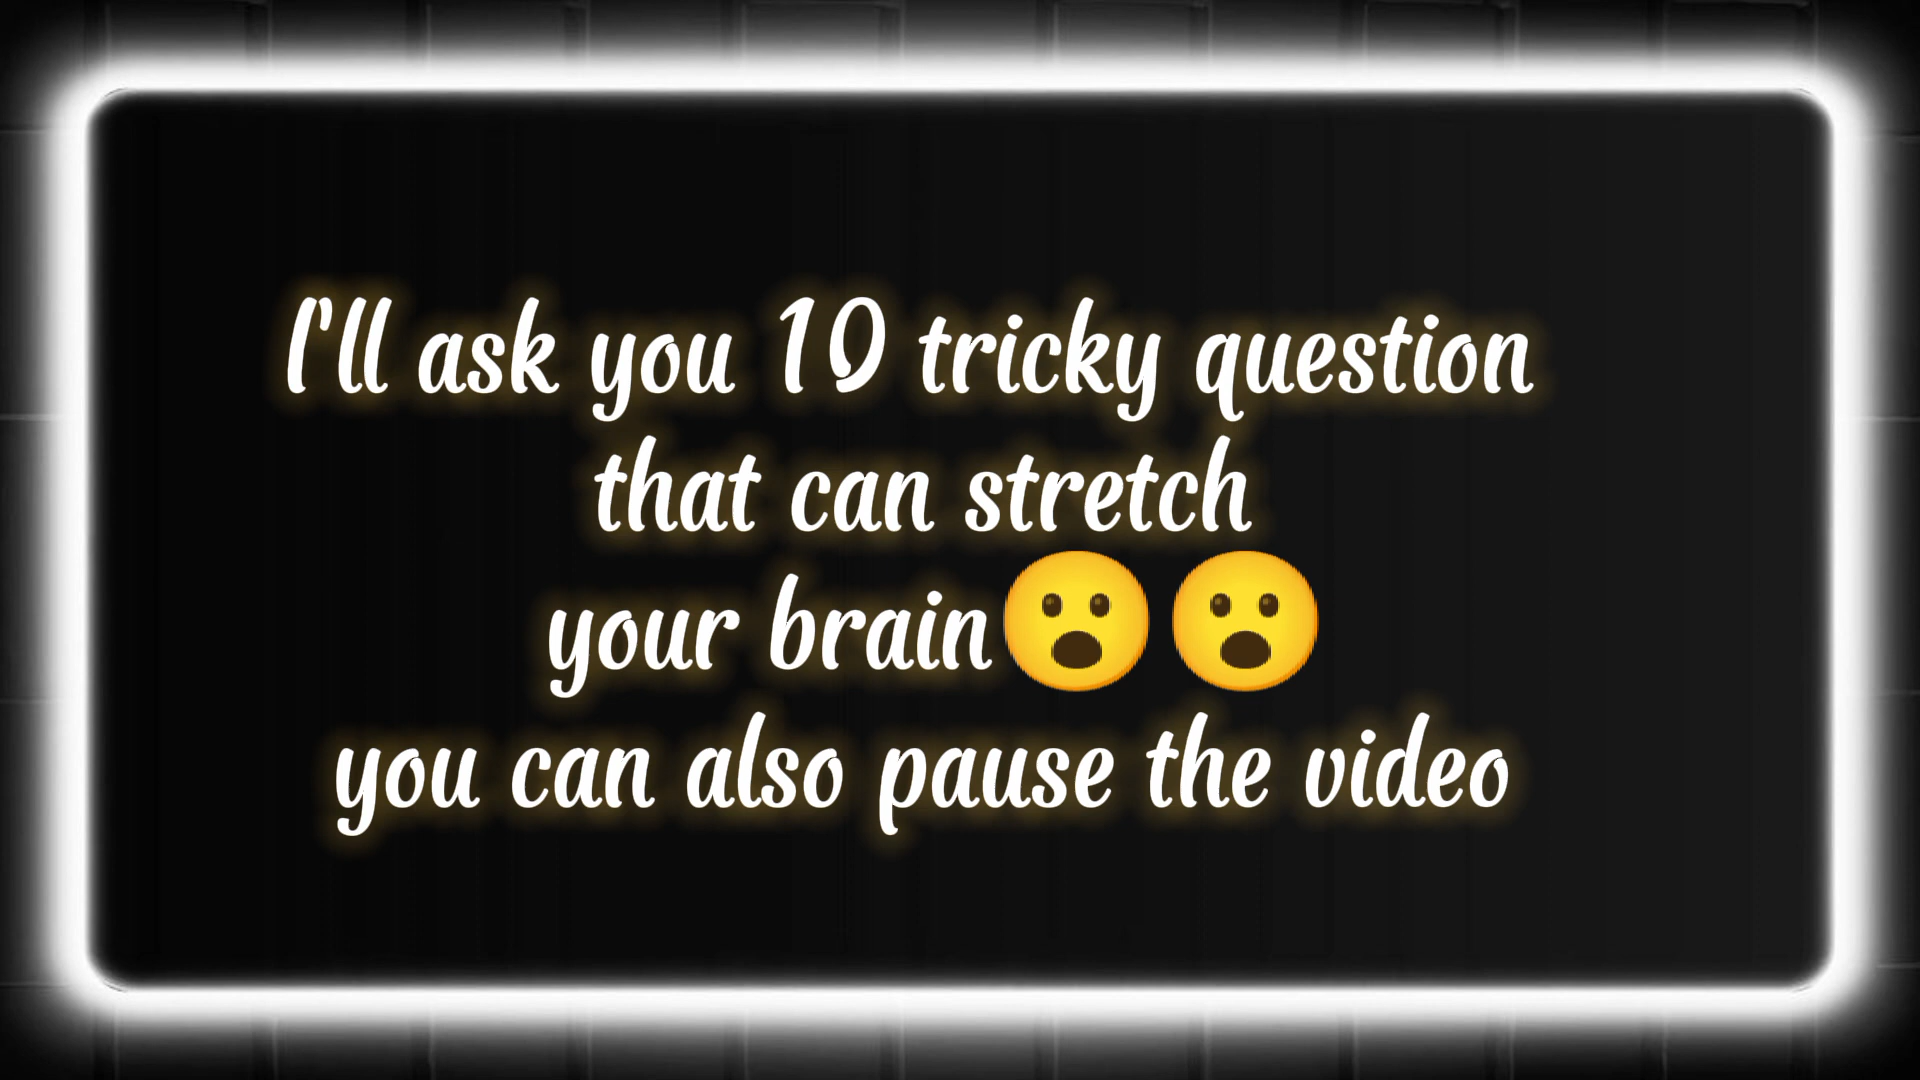 I'll ask you 10 tricky question
that can stretch
your brain😮😮
you can also pause the video